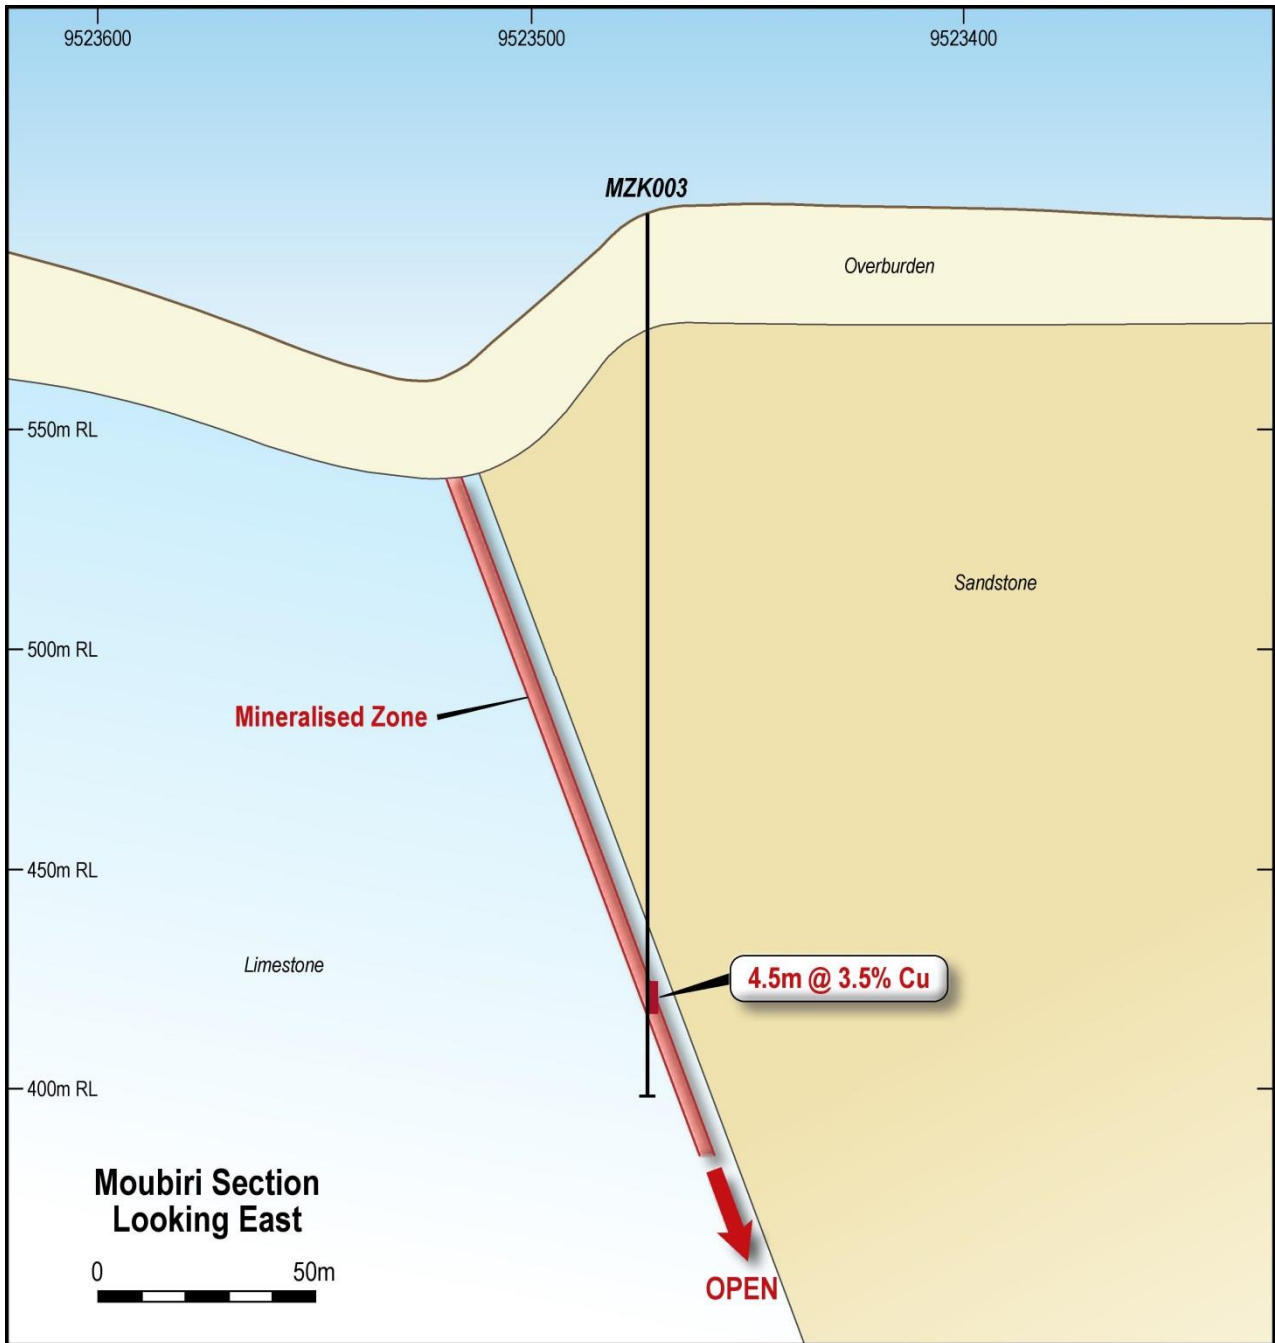 9523600
9523500
9523400
MZK003
Overburden
550m RL
Sandstone
500m RL
Mineralised Zone
450m RL
Limestone
4.5m @ 3.5% Cu
400m RL
Moubiri Section
Looking East
0
50m
OPEN